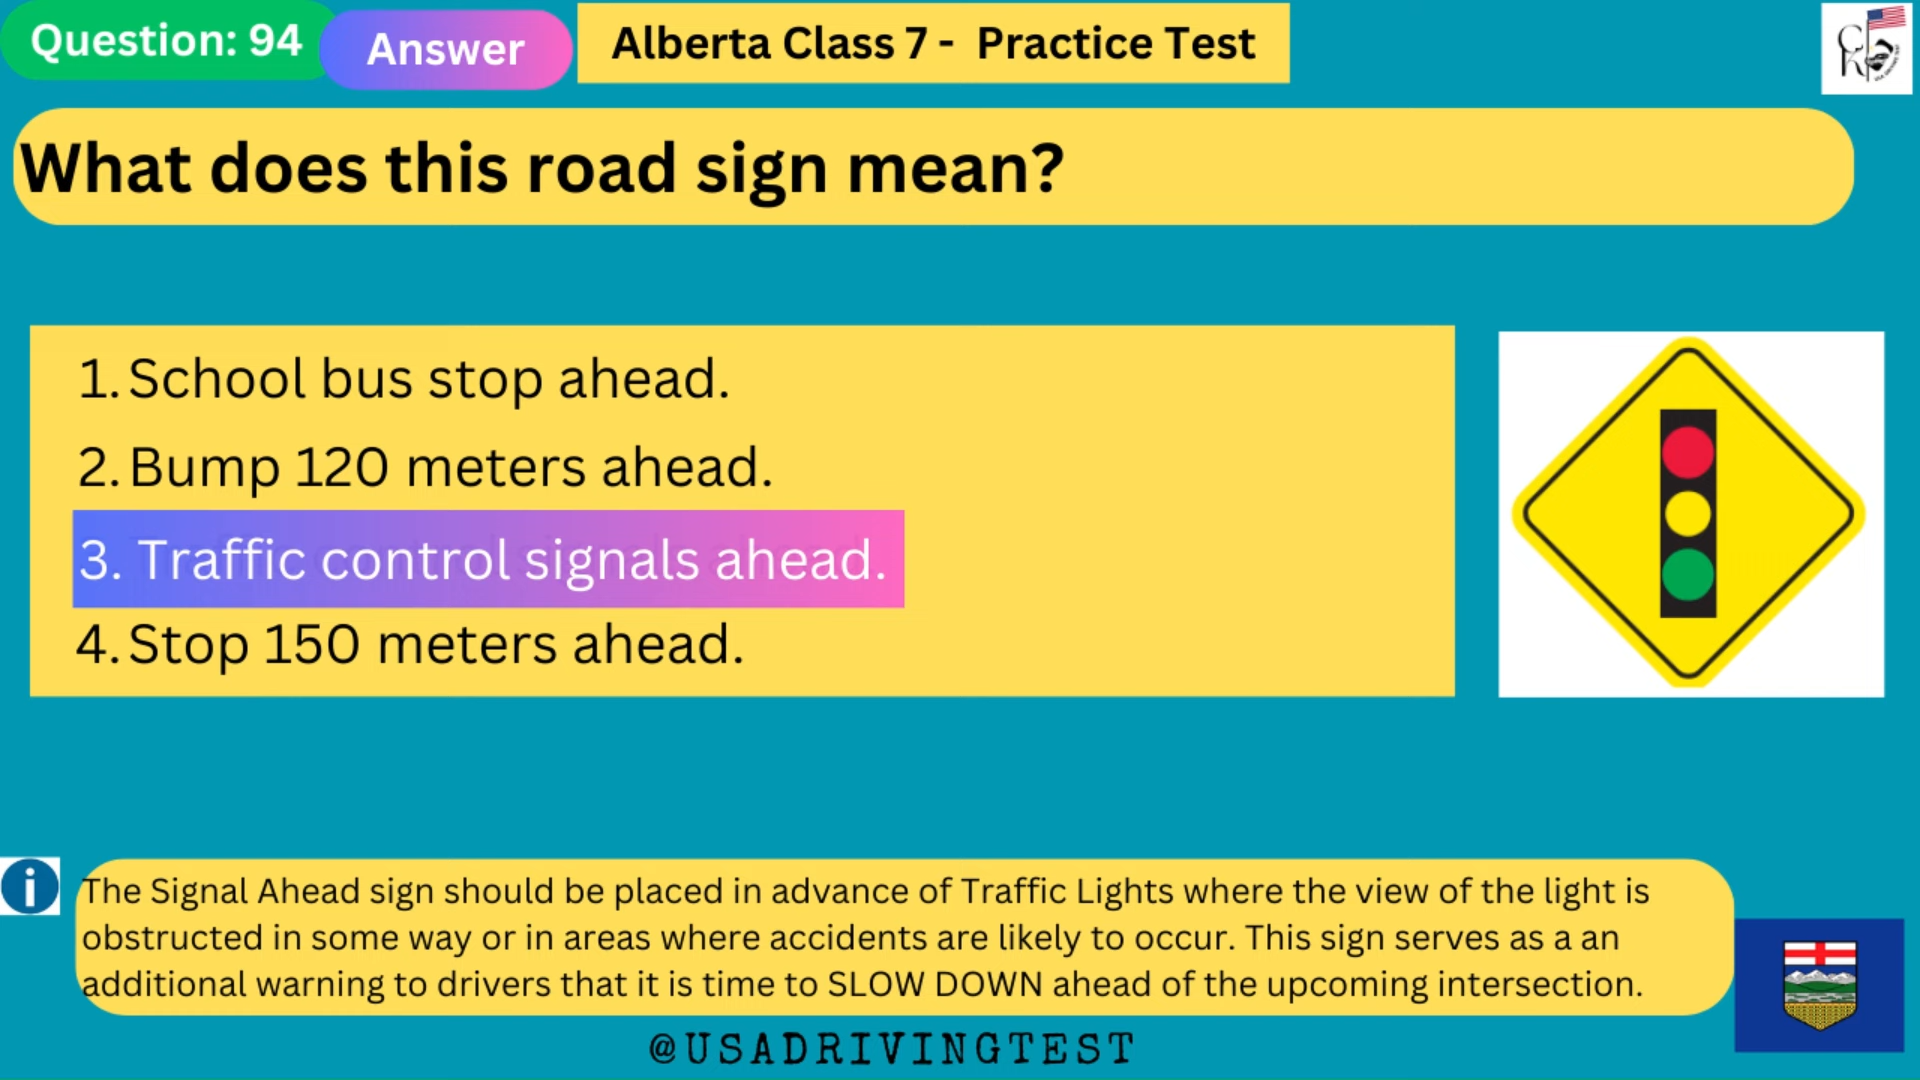 Question: 94
Answer
Alberta Class 7 - Practice Test
What does this road sign mean?
1. School bus stop ahead.
2. Bump 120 meters ahead.
3. Traffic control signals ahead.
4. Stop 150 meters ahead.
i
The Signal Ahead sign should be placed in advance of Traffic Lights where the view of the light is
obstructed in some way or in areas where accidents are likely to occur. This sign serves as a an
additional warning to drivers that it is time to SLOW DOWN ahead of the upcoming intersection.
@USADRIVINGTEST